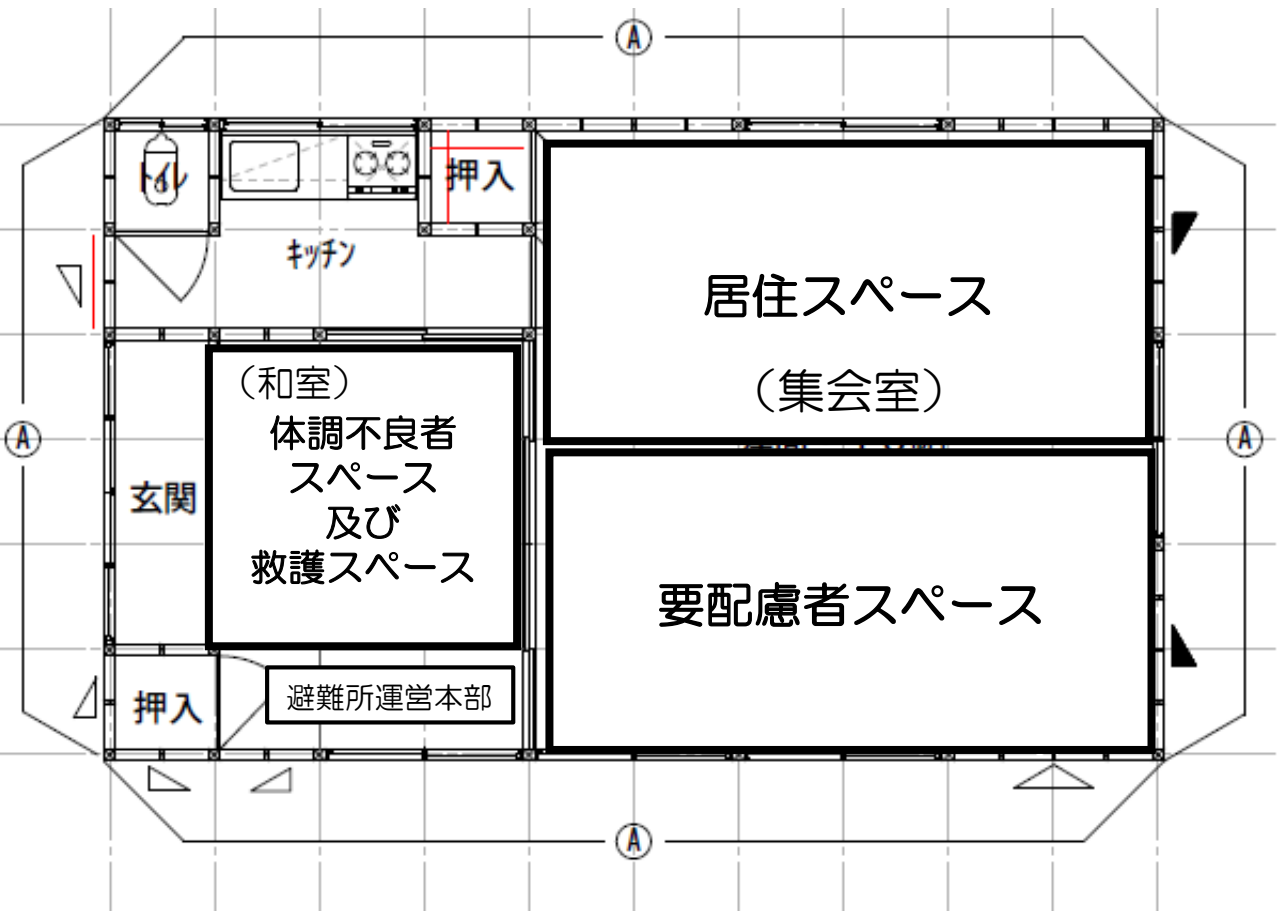 Ⓐ
トイレ
押入
キッチン
居住スペース
（集会室）
（和室）
体調不良者
スペース
及び
救護スペース
Ⓐ
Ⓐ
玄関
要配慮者スペース
押入
避難所運営本部
Ⓐ